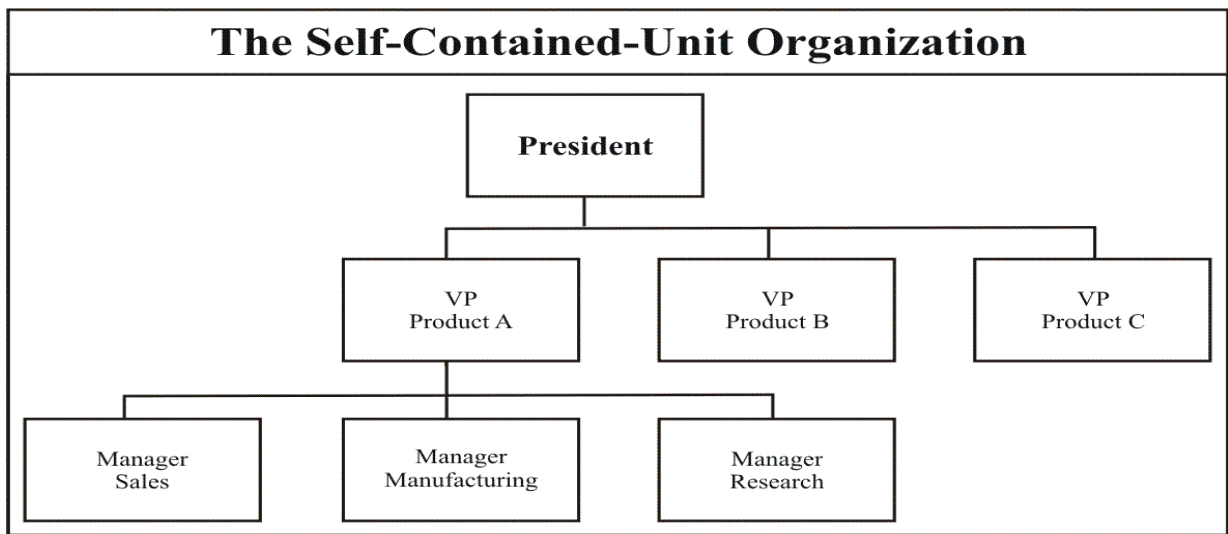 The Self-Contained-Unit Organization
President
VP
Product A
VP
Product B
VP
Product C
Manager
Sales
Manager
Manufacturing
Manager
Research